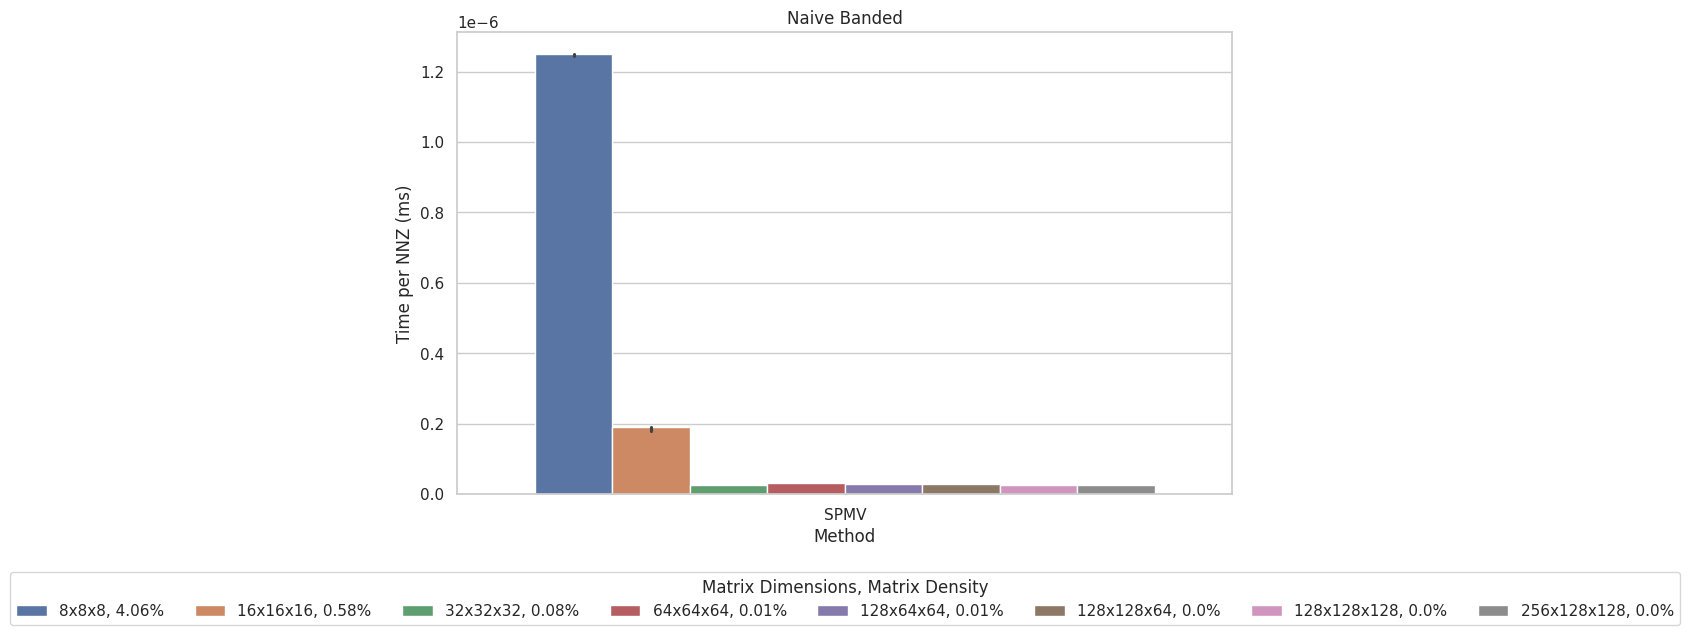 Naive Banded
1e−6
1.2
1.0
0.8
0.6
0.4
0.2
0.0
Time per NNZ (ms)
SPMV
Method
Matrix Dimensions, Matrix Density
8x8x8, 4.06% 16x16x16, 0.58% 32x32x32, 0.08% 64x64x64, 0.01% 128x64x64, 0.01% 128x128x64, 0.0% 128x128x128, 0.0% 256x128x128, 0.0%